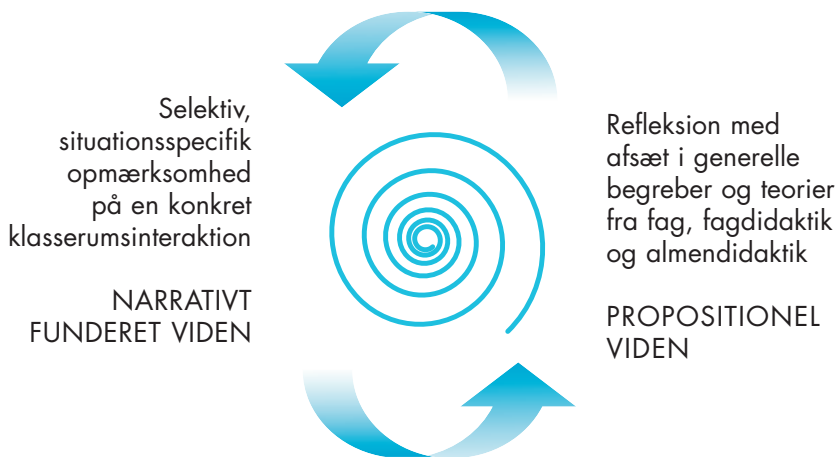 Selektiv,
situationsspecifik
opmærksomhed
på en konkret
klasserumsinteraktion
NARRATIVT
FUNDERET VIDEN
Refleksion med
afsæt i generelle
begreber og teorier
fra fag, fagdidaktik
og almendidaktik
PROPOSITIONEL
VIDEN